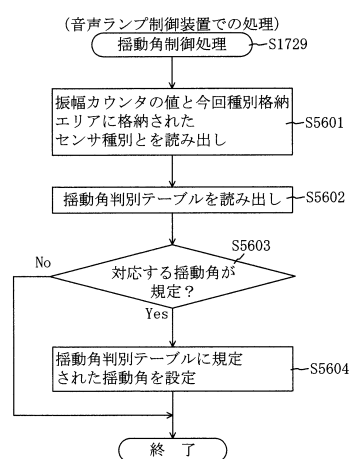 (音声ランプ制御装置での処理)
揺動角制御処理
S1729
振幅カウンタの値と今回種別格納
エリアに格納された
センサ種別とを読み出し
S5601
揺動角判別テーブルを読み出し
S5602
S5603
対応する揺動角が
規定?
No
Yes
揺動角判別テーブルに規定
された揺動角を設定
S5604
終 了